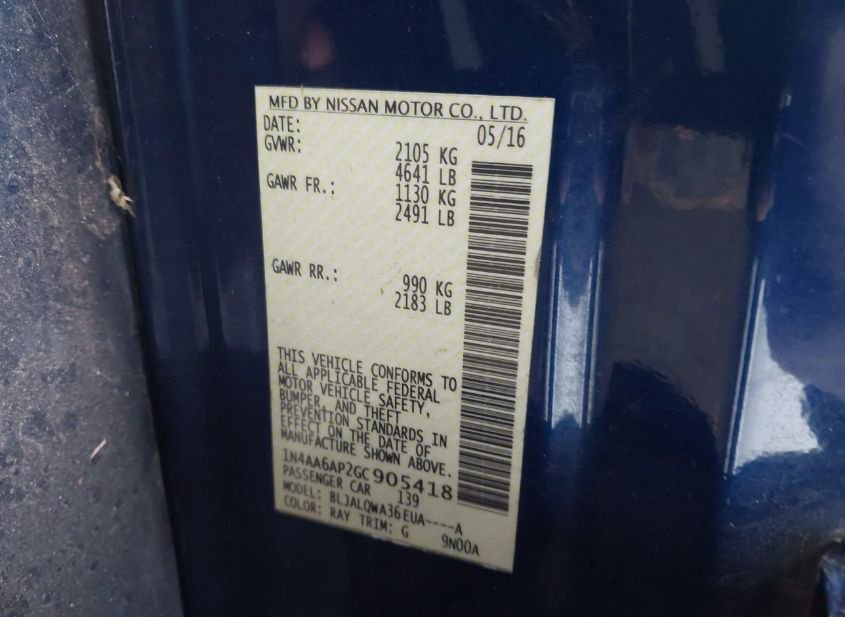 MFD BY NISSAN MOTOR CO., LTD.
DATE: 05/16
GVWR: 2105 KG
4641 LB
GAWR FR.: 1130 KG
2491 LB
GAWR RR.: 990 KG
2183 LB
THIS VEHICLE CONFORMS TO
ALL APPLICABLE FEDERAL
MOTOR VEHICLE SAFETY,
BUMPER, AND THEFT
PREVENTION STANDARDS IN
EFFECT ON THE DATE OF
MANUFACTURE SHOWN ABOVE.
1N4AA6AP2GC905418
PASSENGER CAR 139
MODEL: BLJALQWA36EUA----A
COLOR: RAY TRIM: G 9N00A